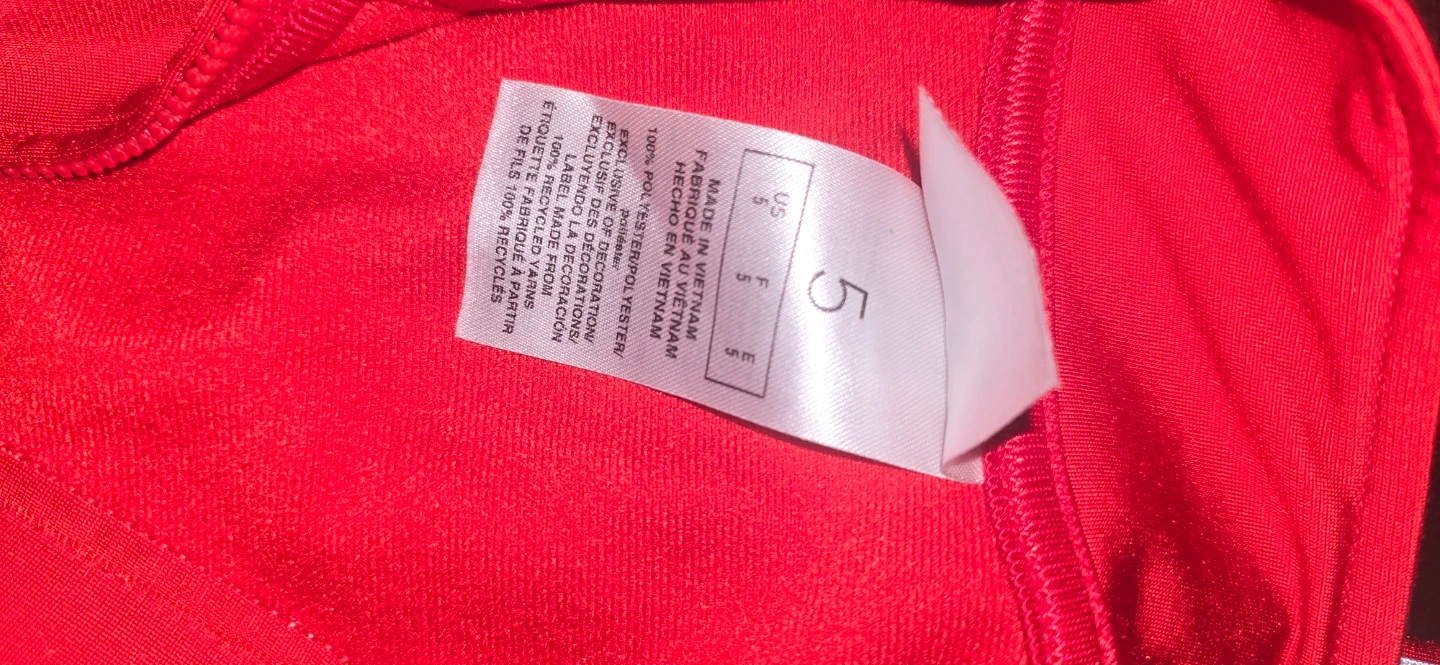 5
US F E
5 5 5
MADE IN VIETNAM
FABRIQUÉ AU VIÊTNAM
HECHO EN VIETNAM
100% POLYESTER/POLYESTER/
poliéster
EXCLUSIVE OF DECORATION/
EXCLUSIF DES DÉCORATIONS/
EXCLUYENDO LA DECORACIÓN
LABEL MADE FROM
100% RECYCLED YARNS
ÉTIQUETTE FABRIQUÉ À PARTIR
DE FILS 100% RECYCLÉS